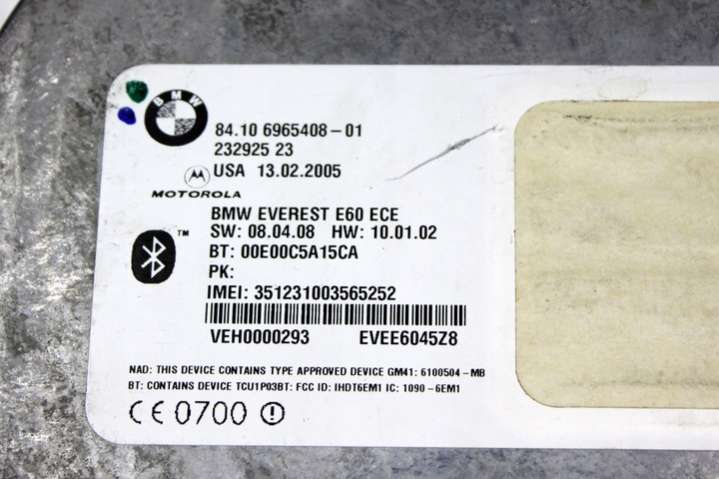 BMW
84.10 6965408-01
232925 23
USA 13.02.2005
MOTOROLA
BMW EVEREST E60 ECE
SW: 08.04.08 HW: 10.01.02
TM
BT: 00E00C5A15CA
PK:
IMEI: 351231003565252
VEH0000293 EVEE6045Z8
NAD: THIS DEVICE CONTAINS TYPE APPROVED DEVICE GM41: 6100504-MB
BT: CONTAINS DEVICE TCU1P03BT: FCC ID: IHDT6EM1 IC: 1090-6EM1
CE 0700 !